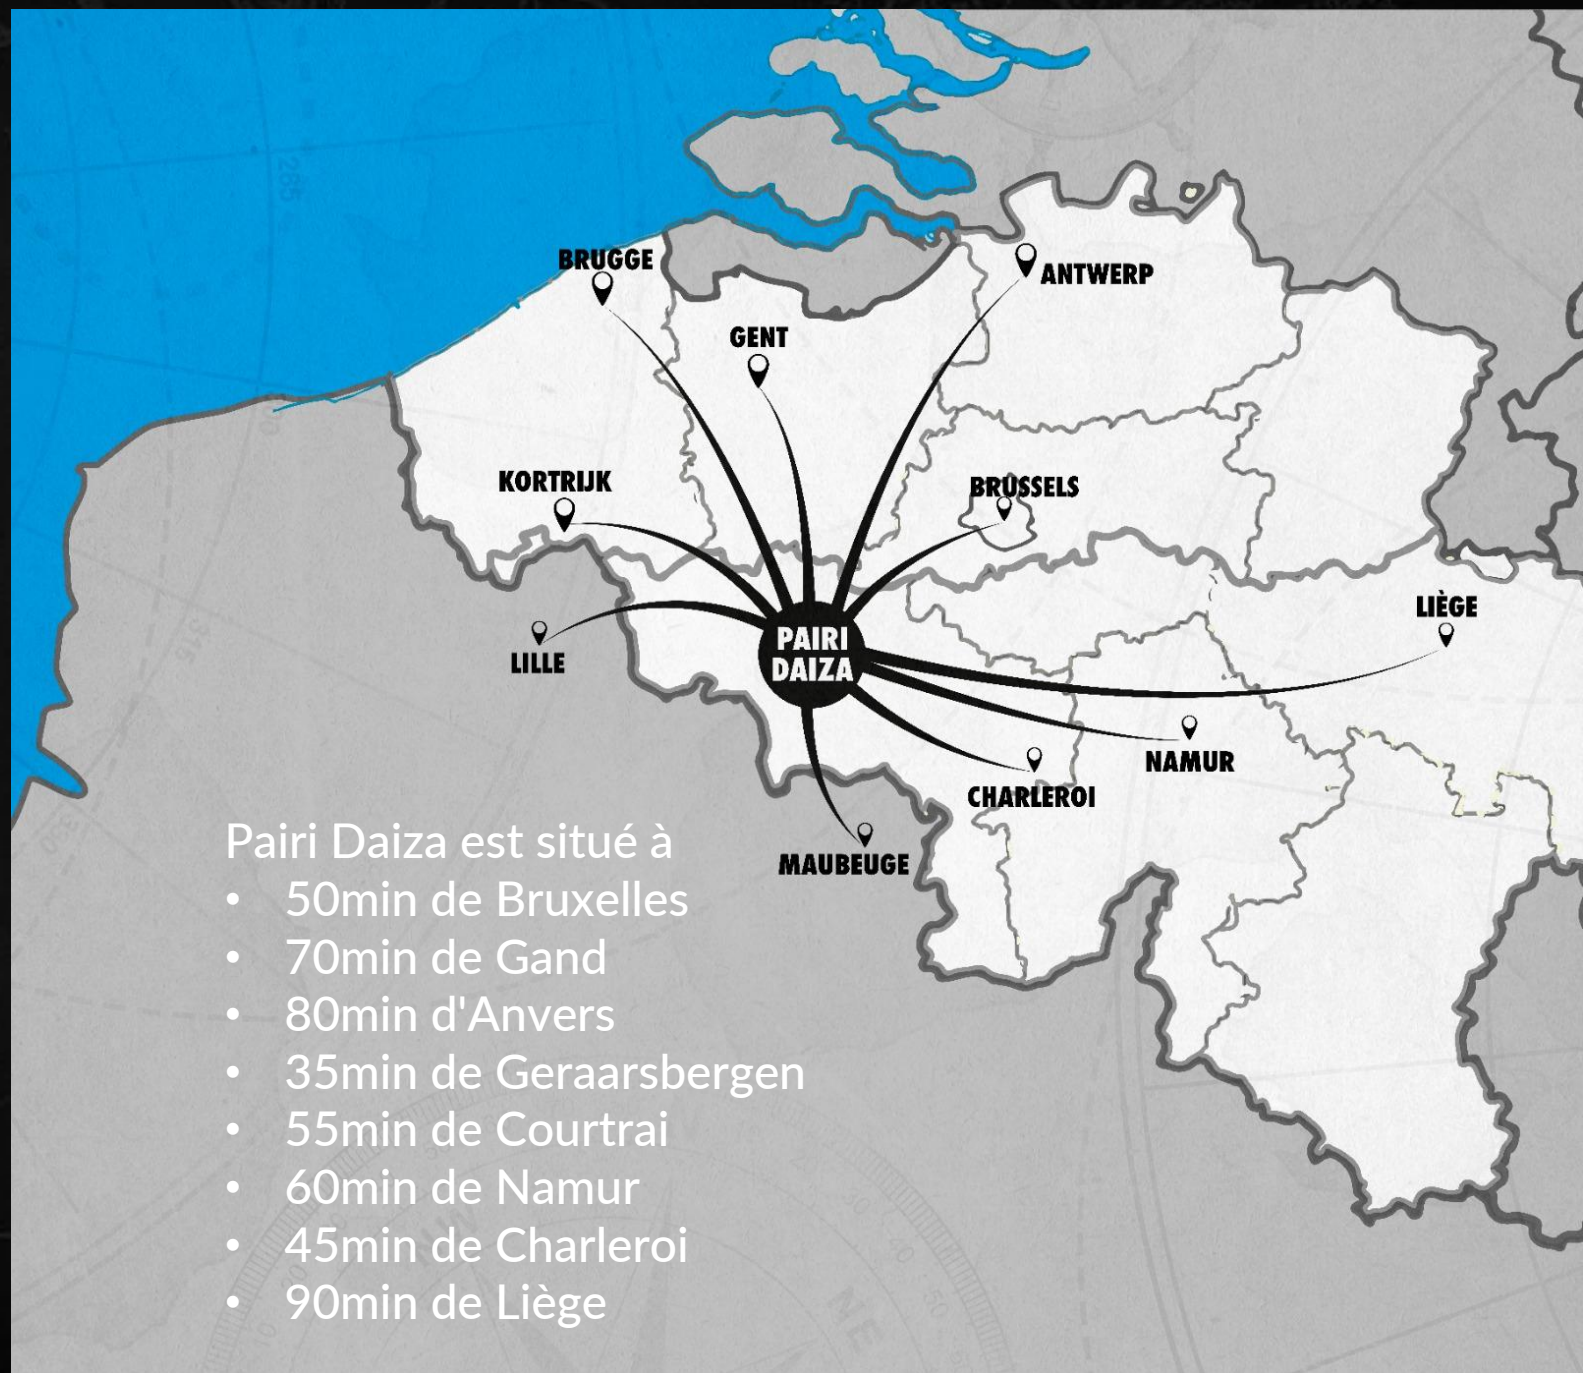 BRUGGE
ANTWERP
GENT
KORTRIJK
BRUSSELS
LIÈGE
PAIRI
DAIZA
LILLE
NAMUR
CHARLEROI
MAUBEUGE
Pairi Daiza est situé à
• 50min de Bruxelles
• 70min de Gand
• 80min d'Anvers
• 35min de Geraarsbergen
• 55min de Courtrai
• 60min de Namur
• 45min de Charleroi
• 90min de Liège
285
315